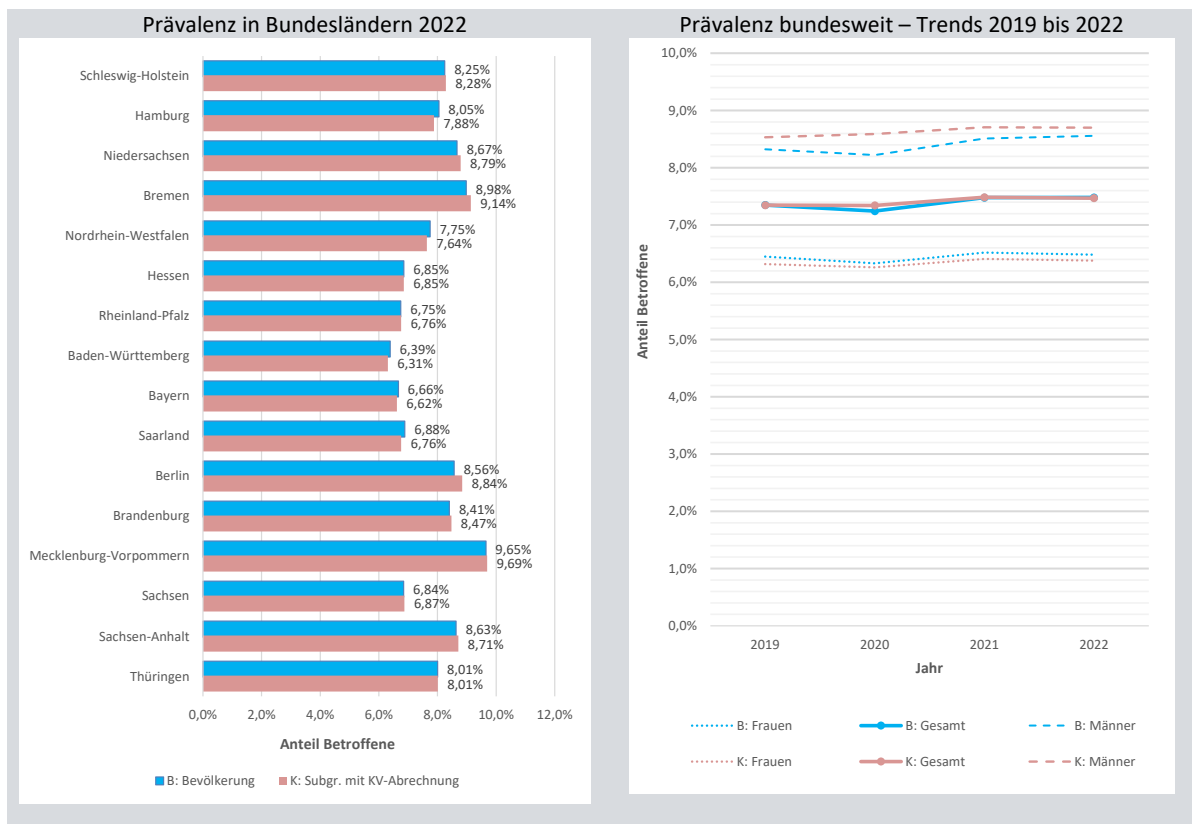 Prävalenz in Bundesländern 2022
Schleswig-Holstein
8,25%
8,28%
Hamburg
8,05%
7,88%
Niedersachsen
8,67%
8,79%
Bremen
8,98%
9,14%
Nordrhein-Westfalen
7,75%
7,64%
Hessen
6,85%
6,85%
Rheinland-Pfalz
6,75%
6,76%
Baden-Württemberg
6,39%
6,31%
Bayern
6,66%
6,62%
Saarland
6,88%
6,76%
Berlin
8,56%
8,84%
Brandenburg
8,41%
8,47%
Mecklenburg-Vorpommern
9,65%
9,69%
Sachsen
6,84%
6,87%
Sachsen-Anhalt
8,63%
8,71%
Thüringen
8,01%
8,01%
0,0% 2,0% 4,0% 6,0% 8,0% 10,0% 12,0%
Anteil Betroffene
B: Bevölkerung K: Subgr. mit KV-Abrechnung
Prävalenz bundesweit – Trends 2019 bis 2022
10,0%
9,0%
8,0%
7,0%
6,0%
5,0%
4,0%
3,0%
2,0%
1,0%
0,0%
Anteil Betroffene
2019 2020 2021 2022
Jahr
B: Frauen B: Gesamt B: Männer
K: Frauen K: Gesamt K: Männer